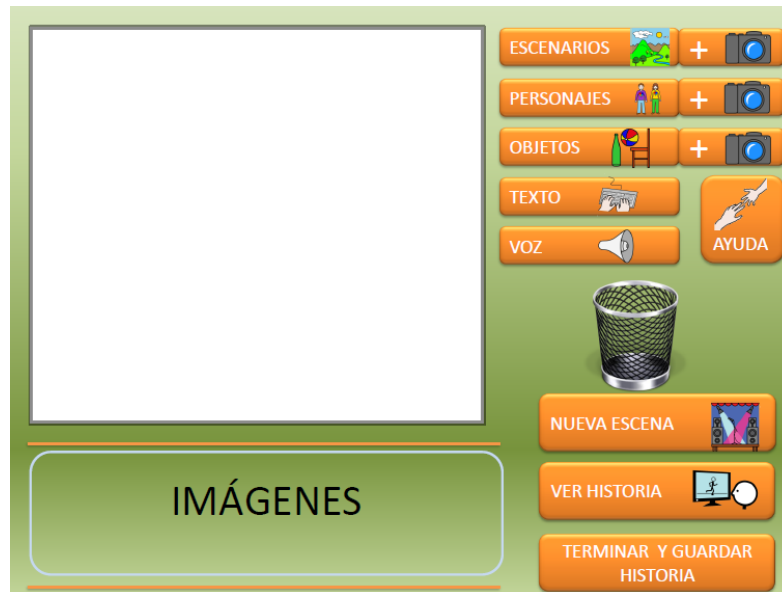 ESCENARIOS
+
PERSONAJES
+
OBJETOS
+
TEXTO
VOZ
AYUDA
NUEVA ESCENA
VER HISTORIA
TERMINAR Y GUARDAR
HISTORIA
IMÁGENES